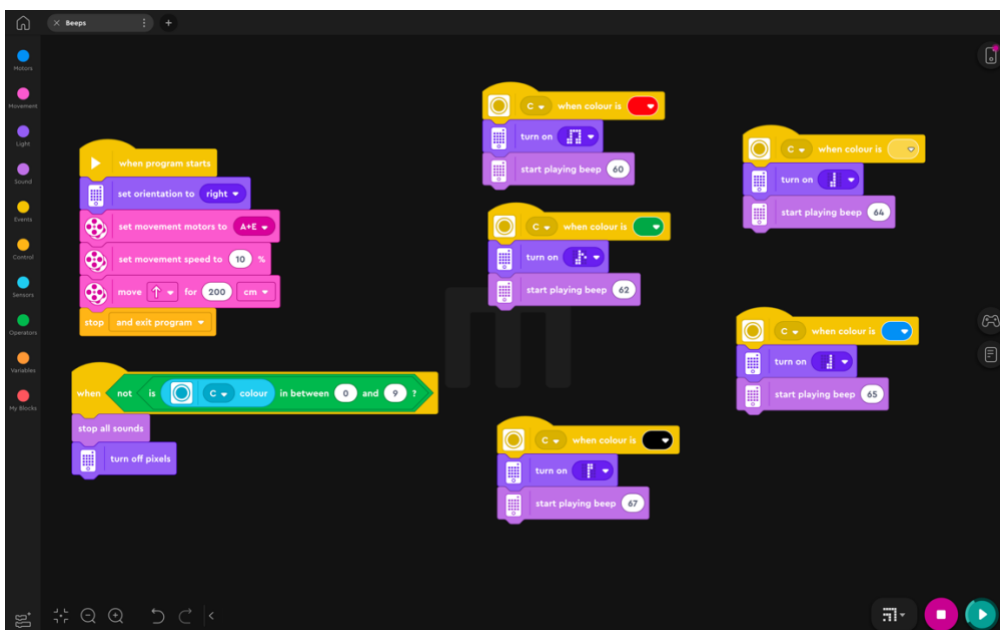 Beeps
Motors
Movement
Light
Sound
Events
Control
Sensors
Operators
Variables
My Blocks
when program starts
set orientation to right
set movement motors to A+E
set movement speed to 10 %
move for 200 cm
stop and exit program
when not is C colour in between 0 and 9 ?
stop all sounds
turn off pixels
C when colour is
turn on
start playing beep 60
C when colour is
turn on
start playing beep 62
C when colour is
turn on
start playing beep 67
C when colour is
turn on
start playing beep 64
C when colour is
turn on
start playing beep 65